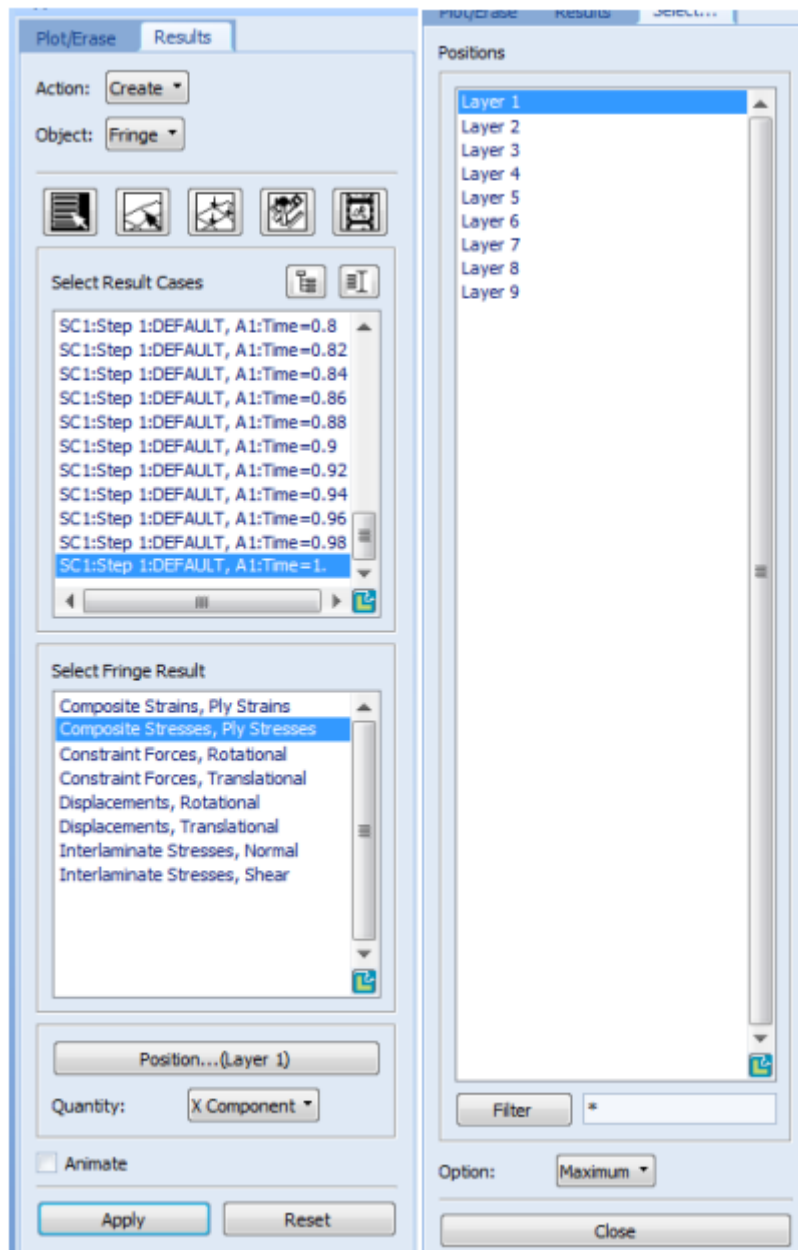 Plot/Erase Results
Action: Create
Object: Fringe
Select Result Cases
SC1:Step 1:DEFAULT, A1:Time=0.8
SC1:Step 1:DEFAULT, A1:Time=0.82
SC1:Step 1:DEFAULT, A1:Time=0.84
SC1:Step 1:DEFAULT, A1:Time=0.86
SC1:Step 1:DEFAULT, A1:Time=0.88
SC1:Step 1:DEFAULT, A1:Time=0.9
SC1:Step 1:DEFAULT, A1:Time=0.92
SC1:Step 1:DEFAULT, A1:Time=0.94
SC1:Step 1:DEFAULT, A1:Time=0.96
SC1:Step 1:DEFAULT, A1:Time=0.98
SC1:Step 1:DEFAULT, A1:Time=1.
Select Fringe Result
Composite Strains, Ply Strains
Composite Stresses, Ply Stresses
Constraint Forces, Rotational
Constraint Forces, Translational
Displacements, Rotational
Displacements, Translational
Interlaminate Stresses, Normal
Interlaminate Stresses, Shear
Position...(Layer 1)
Quantity: X Component
Animate
Apply Reset
Plot/Erase Results Select...
Positions
Layer 1
Layer 2
Layer 3
Layer 4
Layer 5
Layer 6
Layer 7
Layer 8
Layer 9
Filter *
Option: Maximum
Close